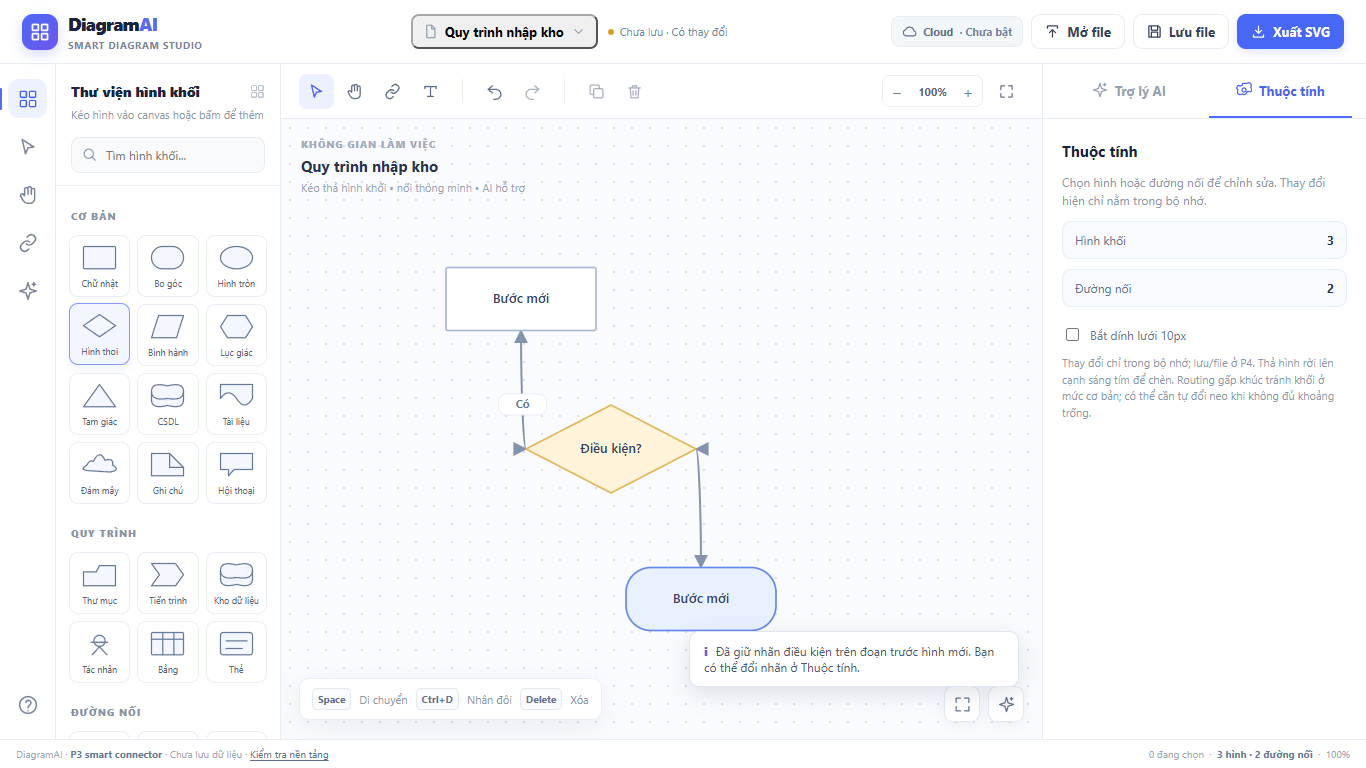 DiagramAI
SMART DIAGRAM STUDIO
Quy trình nhập kho
Chưa lưu · Có thay đổi
Cloud · Chưa bật
Mở file
Lưu file
Xuất SVG
Thư viện hình khối
Kéo hình vào canvas hoặc bấm để thêm
Tìm hình khối...
CƠ BẢN
Chữ nhật
Bo góc
Hình tròn
Hình thoi
Bình hành
Lục giác
Tam giác
CSDL
Tài liệu
Đám mây
Ghi chú
Hội thoại
QUY TRÌNH
Thư mục
Tiến trình
Kho dữ liệu
Tác nhân
Bảng
Thẻ
ĐƯỜNG NỐI
100%
KHÔNG GIAN LÀM VIỆC
Quy trình nhập kho
Kéo thả hình khối • nối thông minh • AI hỗ trợ
Bước mới
Có
Điều kiện?
Bước mới
Đã giữ nhãn điều kiện trên đoạn trước hình mới. Bạn
có thể đổi nhãn ở Thuộc tính.
Space Di chuyển Ctrl+D Nhân đôi Delete Xóa
Trợ lý AI
Thuộc tính
Thuộc tính
Chọn hình hoặc đường nối để chỉnh sửa. Thay đổi
hiện chỉ nằm trong bộ nhớ.
Hình khối 3
Đường nối 2
Bắt dính lưới 10px
Thay đổi chỉ trong bộ nhớ; lưu/file ở P4. Thả hình rời lên
cạnh sáng tím để chèn. Routing gấp khúc tránh khối ở
mức cơ bản; có thể cần tự đổi neo khi không đủ khoảng
trống.
DiagramAI · P3 smart connector · Chưa lưu dữ liệu · Kiểm tra nền tảng
0 đang chọn · 3 hình • 2 đường nối · 100%